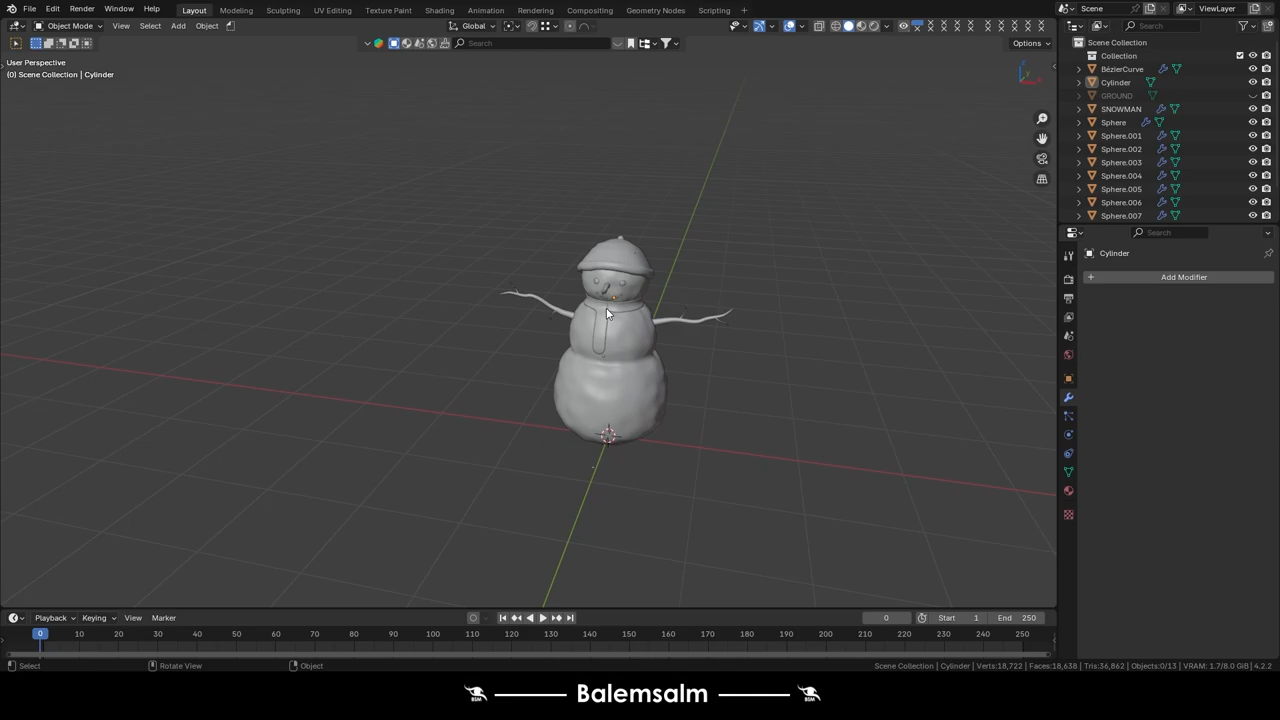 File Edit Render Window Help Layout Modeling Sculpting UV Editing Texture Paint Shading Animation Rendering Compositing Geometry Nodes Scripting Scene ViewLayer
Object Mode View Select Add Object Global Search
Search Options
User Perspective
(0) Scene Collection | Cylinder
Scene Collection
Collection
BézierCurve
Cylinder
GROUND
SNOWMAN
Sphere
Sphere.001
Sphere.002
Sphere.003
Sphere.004
Sphere.005
Sphere.006
Sphere.007
Search
Cylinder
Add Modifier
Playback Keying View Marker 0 Start 1 End 250
0 10 20 30 40 50 60 70 80 90 100 110 120 130 140 150 160 170 180 190 200 210 220 230 240 250
Select Rotate View Object Scene Collection | Cylinder | Verts:18,722 | Faces:18,638 | Tris:36,862 | Objects:0/13 | VRAM: 1.7/8.0 GiB | 4.2.2
BSM Balemsalm BSM